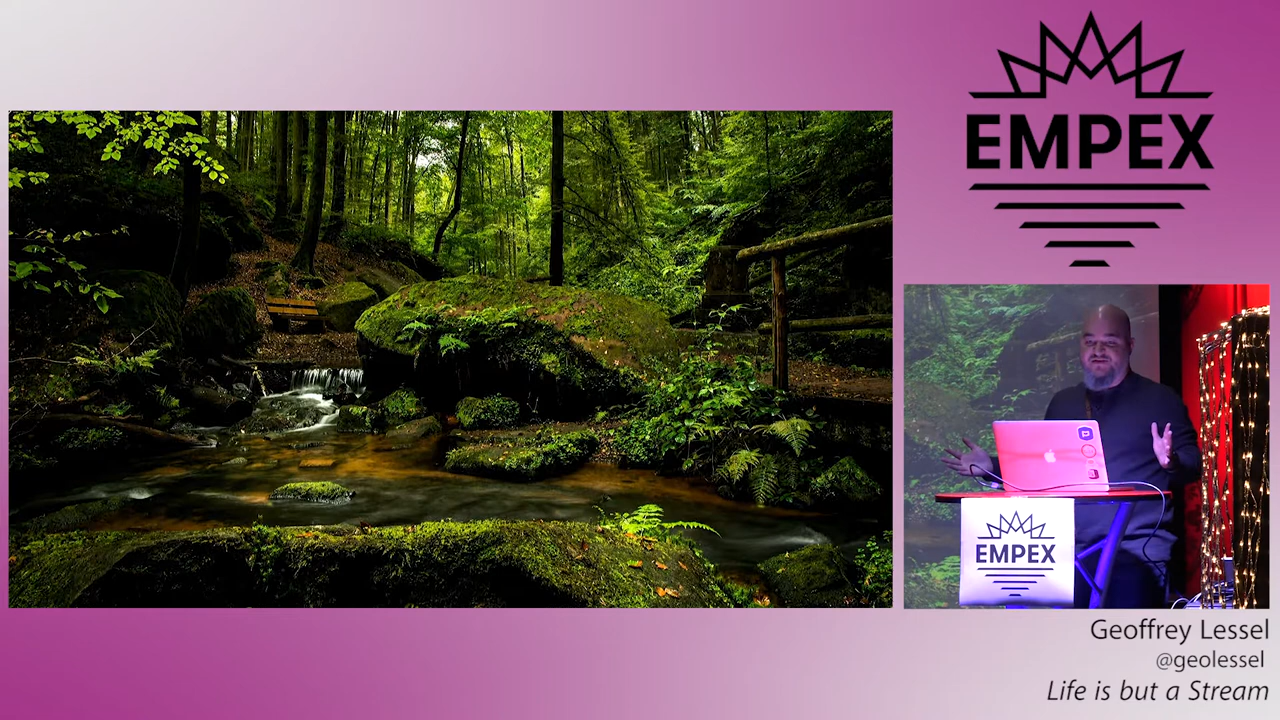 EMPEX
EMPEX
Geoffrey Lessel
@geolessel
Life is but a Stream